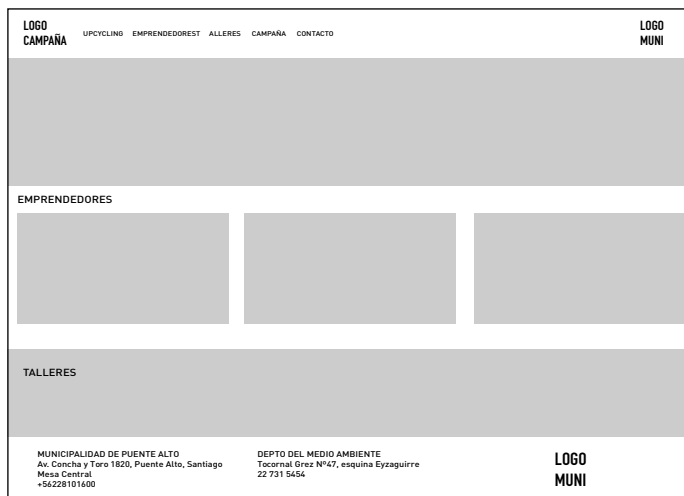 LOGO
CAMPAÑA
UPCYCLING EMPRENDEDOREST ALLERES CAMPAÑA CONTACTO
LOGO
MUNI
EMPRENDEDORES
TALLERES
MUNICIPALIDAD DE PUENTE ALTO
Av. Concha y Toro 1820, Puente Alto, Santiago
Mesa Central
+56228101600
DEPTO DEL MEDIO AMBIENTE
Tocornal Grez Nº47, esquina Eyzaguirre
22 731 5454
LOGO
MUNI